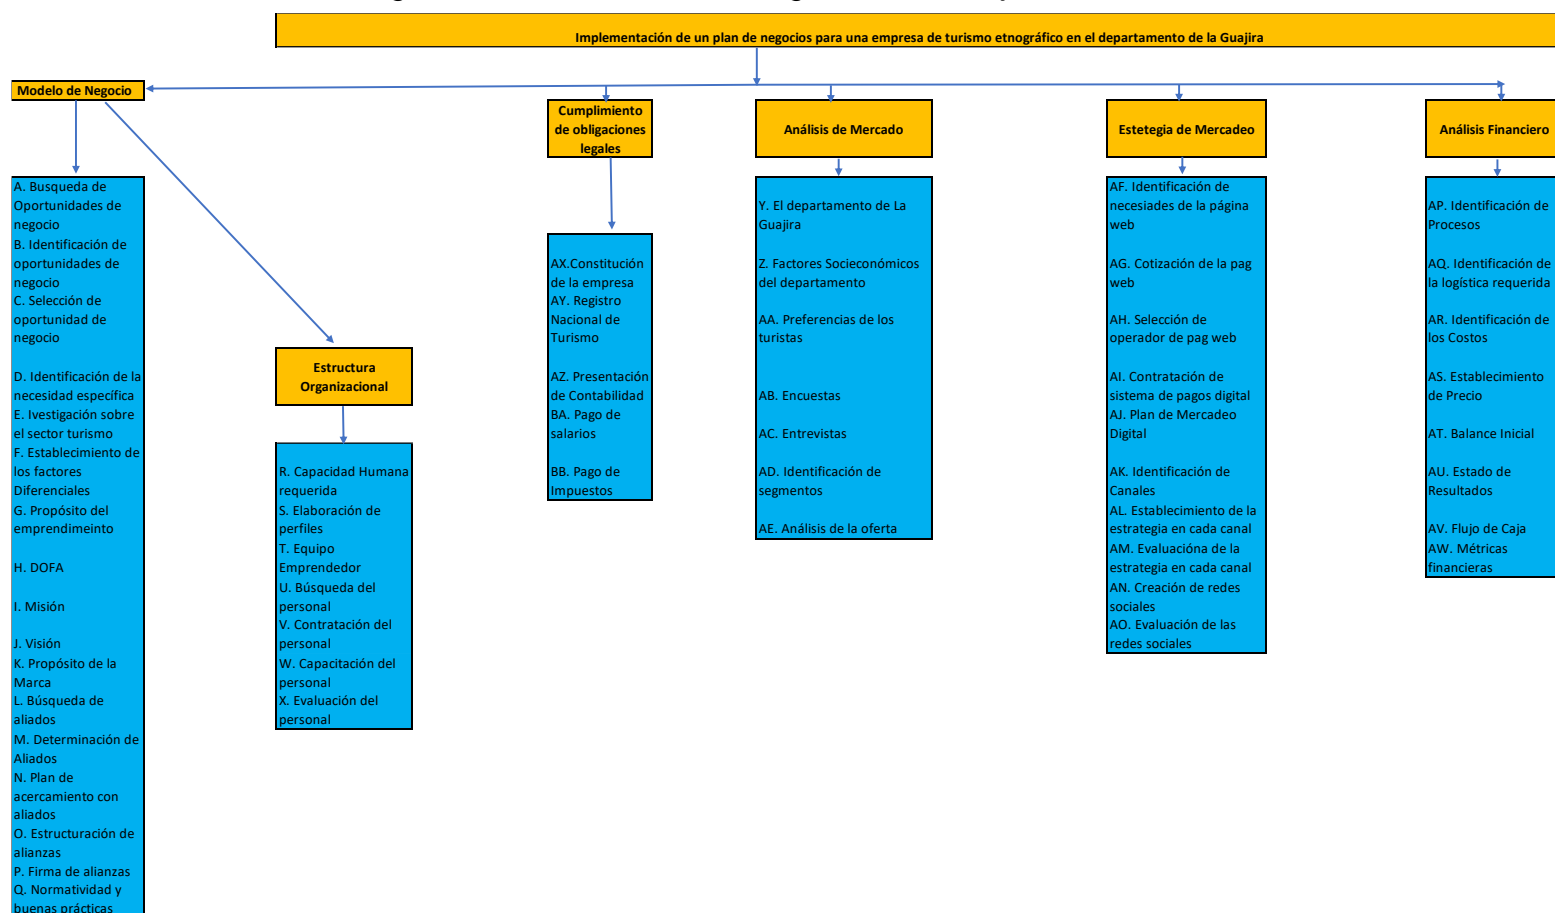 Implementación de un plan de negocios para una empresa de turismo etnográfico en el departamento de la Guajira
Modelo de Negocio
A. Busqueda de
Oportunidades de
negocio
B. Identificación de
oportunidades de
negocio
C. Selección de
oportunidad de
negocio
D. Identificación de la
necesidad específica
E. Ivestigación sobre
el sector turismo
F. Establecimiento de
los factores
Diferenciales
G. Propósito del
emprendimeinto
H. DOFA
I. Misión
J. Visión
K. Propósito de la
Marca
L. Búsqueda de
aliados
M. Determinación de
Aliados
N. Plan de
acercamiento con
aliados
O. Estructuración de
alianzas
P. Firma de alianzas
Q. Normatividad y
buenas prácticas
Estructura
Organizacional
R. Capacidad Humana
requerida
S. Elaboración de
perfiles
T. Equipo
Emprendedor
U. Búsqueda del
personal
V. Contratación del
personal
W. Capacitación del
personal
X. Evaluación del
personal
Cumplimiento
de obligaciones
legales
AX.Constitución
de la empresa
AY. Registro
Nacional de
Turismo
AZ. Presentación
de Contabilidad
BA. Pago de
salarios
BB. Pago de
Impuestos
Análisis de Mercado
Y. El departamento de La
Guajira
Z. Factores Socieconómicos
del departamento
AA. Preferencias de los
turistas
AB. Encuestas
AC. Entrevistas
AD. Identificación de
segmentos
AE. Análisis de la oferta
Estetegia de Mercadeo
AF. Identificación de
necesiades de la página
web
AG. Cotización de la pag
web
AH. Selección de
operador de pag web
AI. Contratación de
sistema de pagos digital
AJ. Plan de Mercadeo
Digital
AK. Identificación de
Canales
AL. Establecimiento de la
estrategia en cada canal
AM. Evaluacióna de la
estrategia en cada canal
AN. Creación de redes
sociales
AO. Evaluación de las
redes sociales
Análisis Financiero
AP. Identificación de
Procesos
AQ. Identificación de
la logística requerida
AR. Identificación de
los Costos
AS. Establecimiento
de Precio
AT. Balance Inicial
AU. Estado de
Resultados
AV. Flujo de Caja
AW. Métricas
financieras